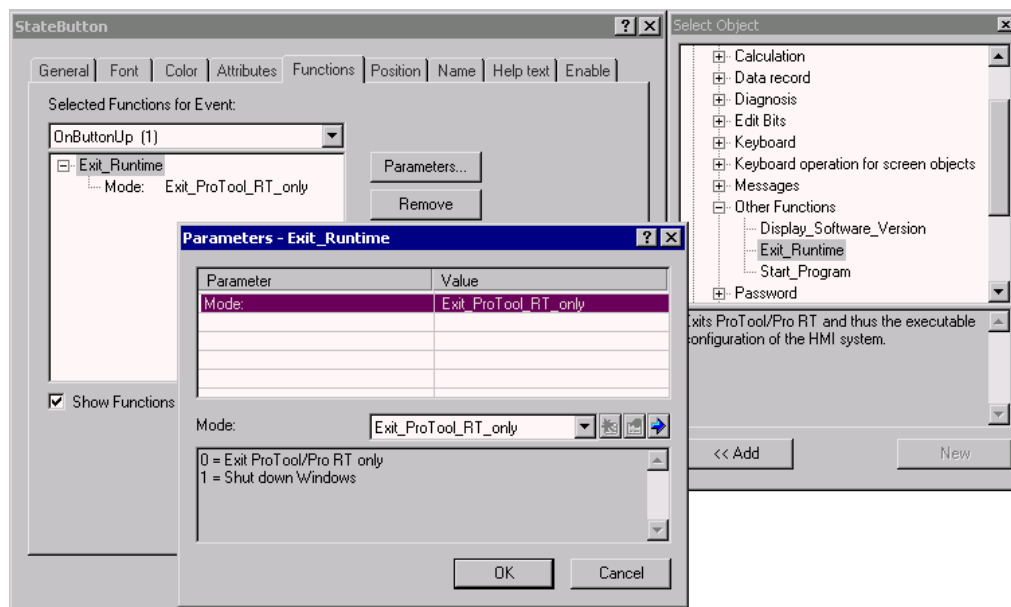 StateButton
General Font Color Attributes Functions Position Name Help text Enable
Selected Functions for Event:
OnButtonUp (1)
Exit_Runtime
Mode: Exit_ProTool_RT_only
Parameters...
Remove
Show Functions
Parameters - Exit_Runtime
Parameter Value
Mode: Exit_ProTool_RT_only
Mode: Exit_ProTool_RT_only
0 = Exit ProTool/Pro RT only
1 = Shut down Windows
OK Cancel
Select Object
Calculation
Data record
Diagnosis
Edit Bits
Keyboard
Keyboard operation for screen objects
Messages
Other Functions
Display_Software_Version
Exit_Runtime
Start_Program
Password
Exits ProTool/Pro RT and thus the executable
configuration of the HMI system.
<< Add New